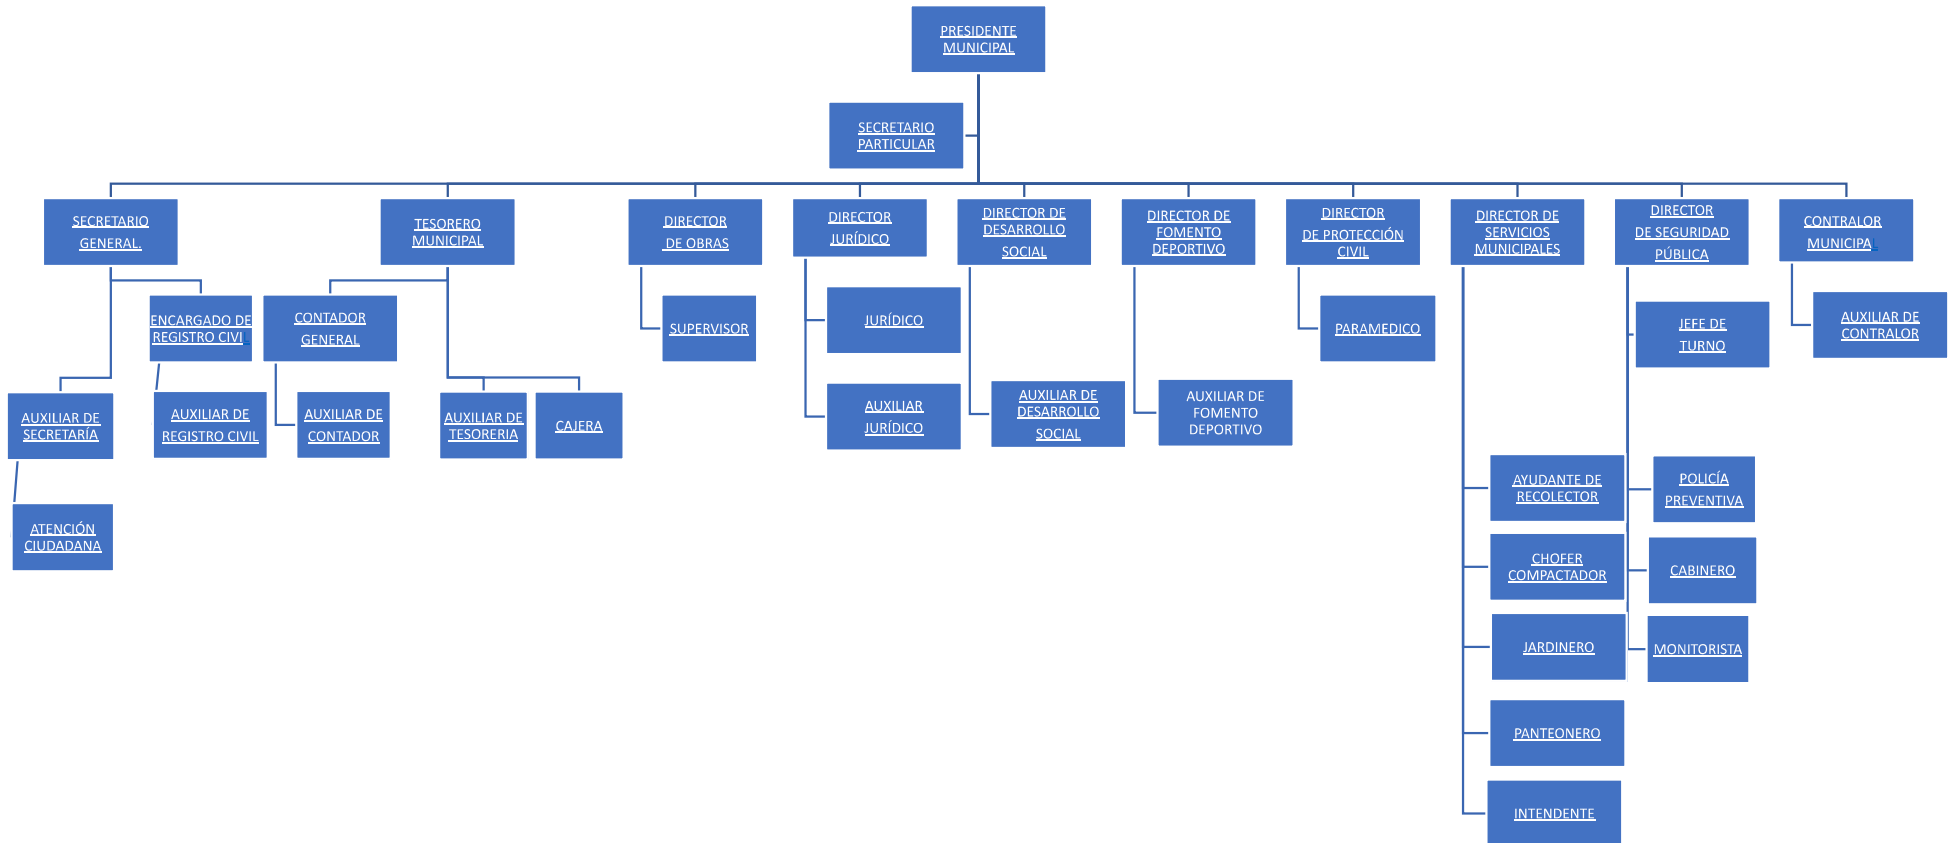 PRESIDENTE
MUNICIPAL
SECRETARIO
PARTICULAR
SECRETARIO
GENERAL.
TESORERO
MUNICIPAL
DIRECTOR
DE OBRAS
DIRECTOR
JURÍDICO
DIRECTOR DE
DESARROLLO
SOCIAL
DIRECTOR DE
FOMENTO
DEPORTIVO
DIRECTOR
DE PROTECCIÓN
CIVIL
DIRECTOR DE
SERVICIOS
MUNICIPALES
DIRECTOR
DE SEGURIDAD
PÚBLICA
CONTRALOR
MUNICIPAL
ENCARGADO DE
REGISTRO CIVIL
CONTADOR
GENERAL
SUPERVISOR
JURÍDICO
PARAMEDICO
JEFE DE
TURNO
AUXILIAR DE
CONTRALOR
AUXILIAR DE
SECRETARÍA
AUXILIAR DE
REGISTRO CIVIL
AUXILIAR DE
CONTADOR
AUXILIAR DE
TESORERIA
CAJERA
AUXILIAR
JURÍDICO
AUXILIAR DE
DESARROLLO
SOCIAL
AUXILIAR DE
FOMENTO
DEPORTIVO
AYUDANTE DE
RECOLECTOR
POLICÍA
PREVENTIVA
ATENCIÓN
CIUDADANA
CHOFER
COMPACTADOR
CABINERO
JARDINERO
MONITORISTA
PANTEONERO
INTENDENTE